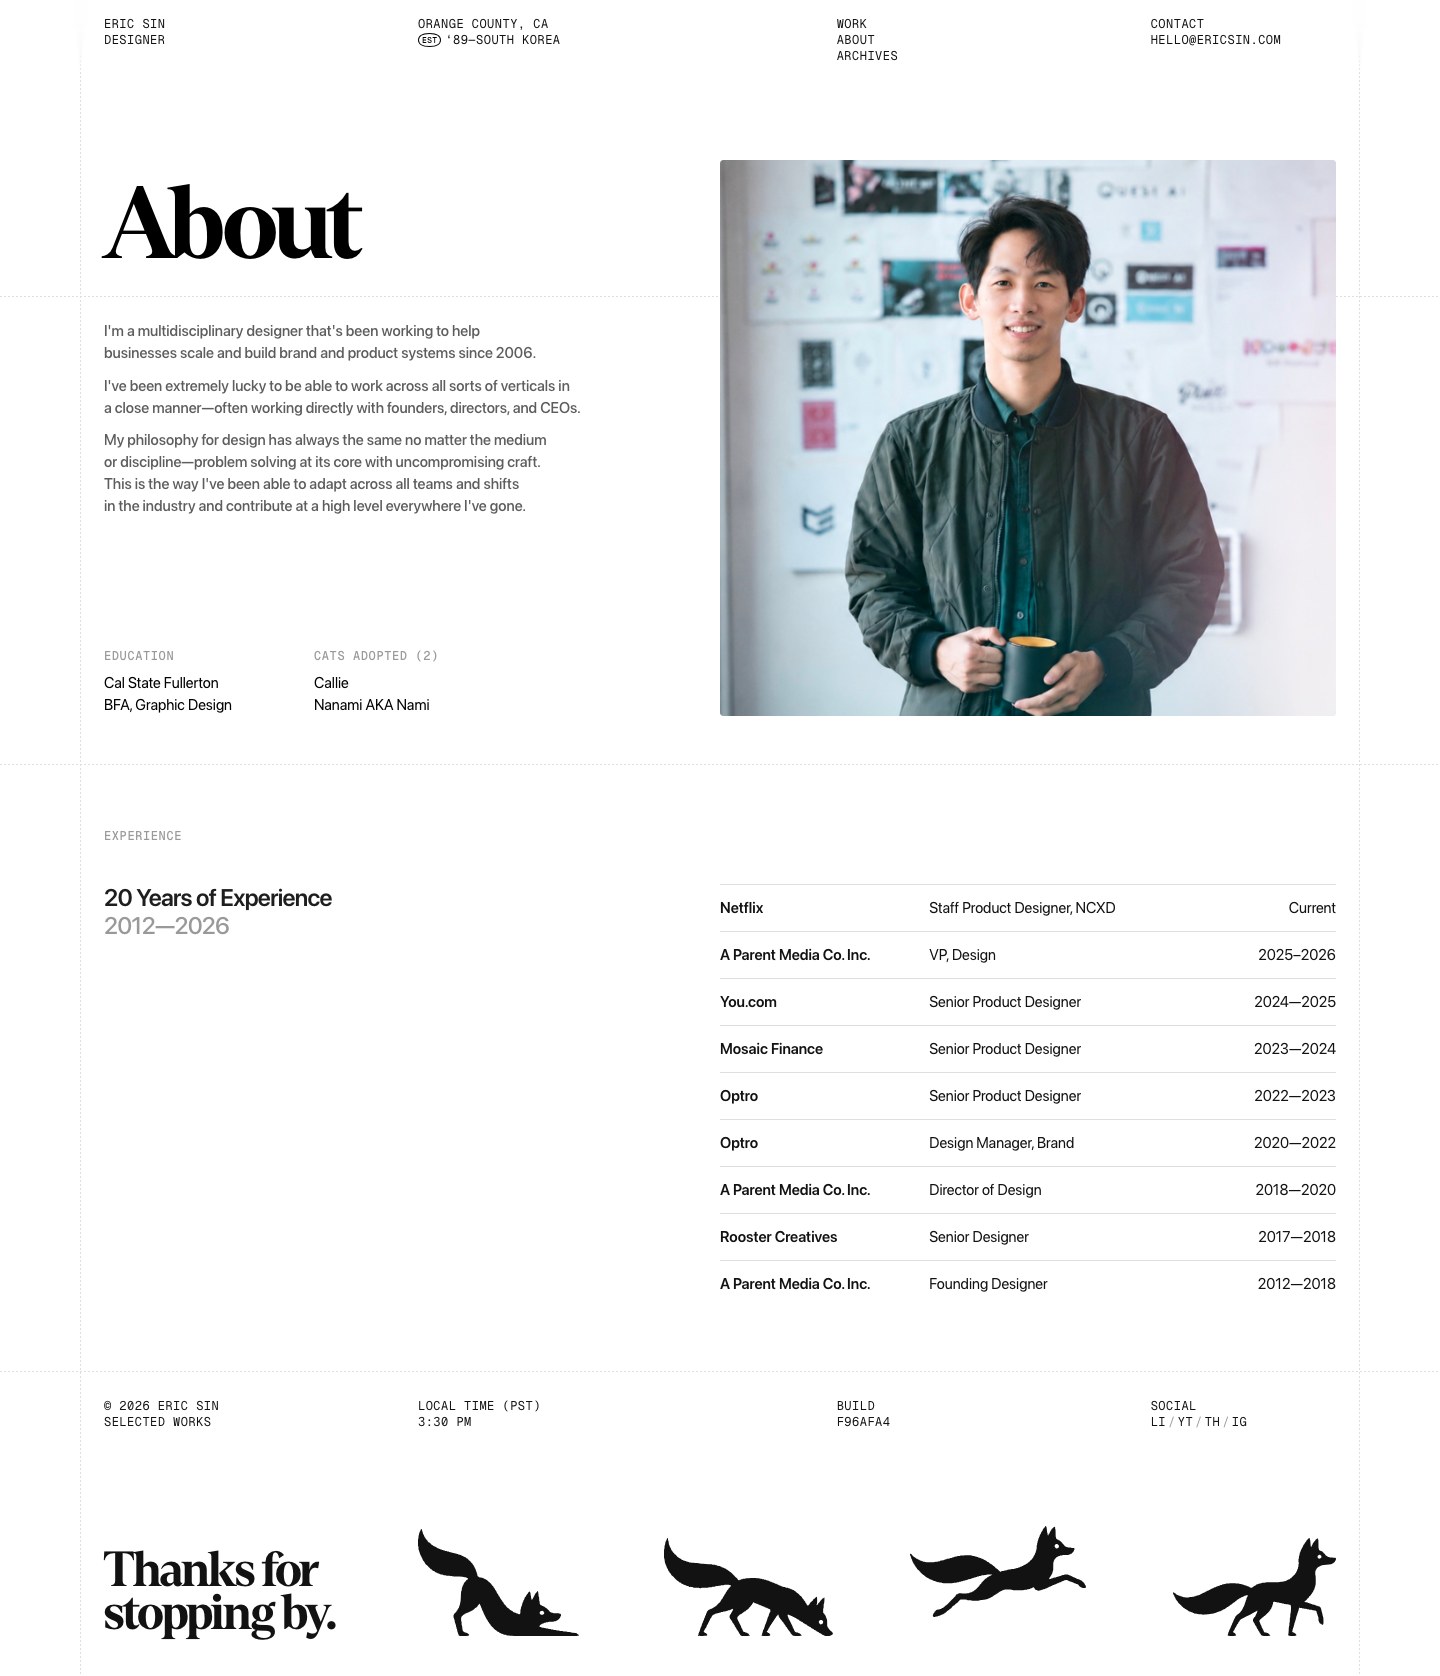 ERIC SIN
DESIGNER
ORANGE COUNTY, CA
EST ‘89—SOUTH KOREA
WORK
ABOUT
ARCHIVES
CONTACT
HELLO@ERICSIN.COM
About
I'm a multidisciplinary designer that's been working to help
businesses scale and build brand and product systems since 2006.
I've been extremely lucky to be able to work across all sorts of verticals in
a close manner—often working directly with founders, directors, and CEOs.
My philosophy for design has always the same no matter the medium
or discipline—problem solving at its core with uncompromising craft.
This is the way I've been able to adapt across all teams and shifts
in the industry and contribute at a high level everywhere I've gone.
EDUCATION
Cal State Fullerton
BFA, Graphic Design
CATS ADOPTED (2)
Callie
Nanami AKA Nami
EXPERIENCE
20 Years of Experience
2012—2026
Netflix Staff Product Designer, NCXD Current
A Parent Media Co. Inc. VP, Design 2025–2026
You.com Senior Product Designer 2024—2025
Mosaic Finance Senior Product Designer 2023—2024
Optro Senior Product Designer 2022—2023
Optro Design Manager, Brand 2020—2022
A Parent Media Co. Inc. Director of Design 2018—2020
Rooster Creatives Senior Designer 2017—2018
A Parent Media Co. Inc. Founding Designer 2012—2018
© 2026 ERIC SIN
SELECTED WORKS
LOCAL TIME (PST)
3:30 PM
BUILD
F96AFA4
SOCIAL
LI / YT / TH / IG
Thanks for
stopping by.